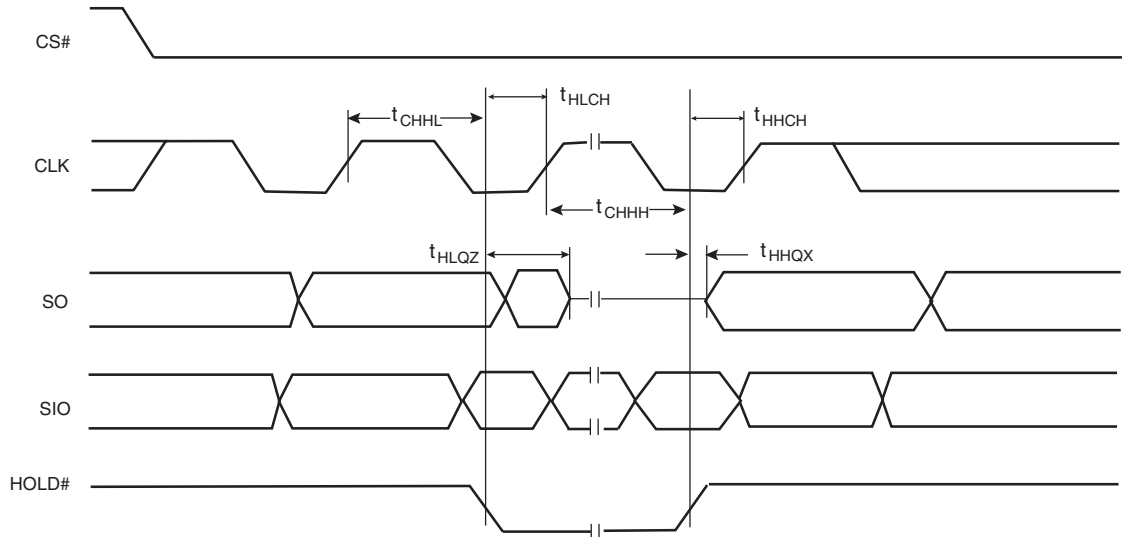 CS#
tHLCH
tCHHL
tHHCH
CLK
tCHHH
tHLQZ
tHHQX
SO
SIO
HOLD#